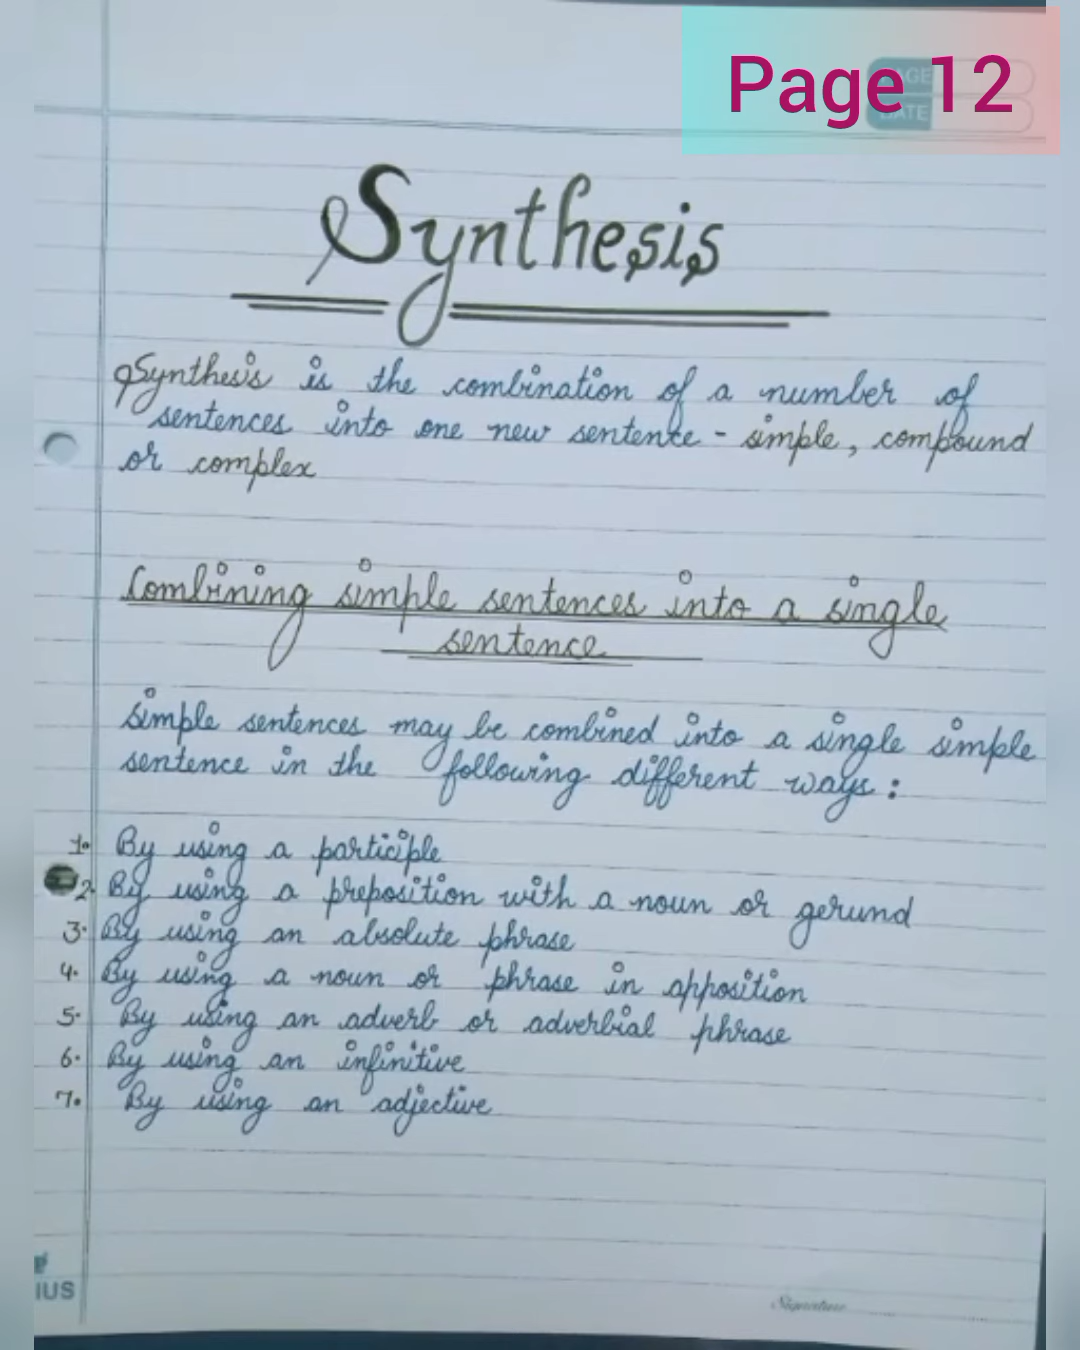 Page 12
PAGE
DATE
Synthesis
Synthesis is the combination of a number of
sentences into one new sentence - simple, compound
or complex
Combining simple sentences into a single
sentence
Simple sentences may be combined into a single simple
sentence in the following different ways :
1. By using a participle
2. By using a preposition with a noun or gerund
3. By using an absolute phrase
4. By using a noun or phrase in apposition
5. By using an adverb or adverbial phrase
6. By using an infinitive
7. By using an adjective
IUS
Signature